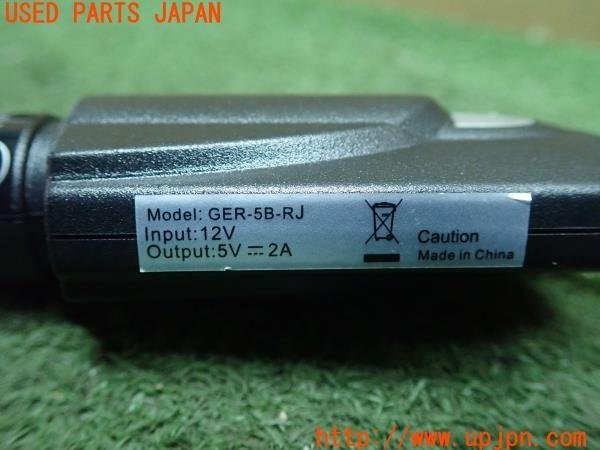 USED PARTS JAPAN
Model: GER-5B-RJ
Input:12V
Output:5V ⎓ 2A
Caution
Made in China
http://www.upjpn.com/